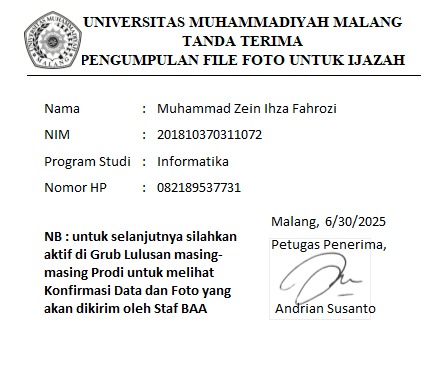 UNIVERSITAS MUHAMMADIYAH MALANG
TANDA TERIMA
PENGUMPULAN FILE FOTO UNTUK IJAZAH
Nama : Muhammad Zein Ihza Fahrozi
NIM : 201810370311072
Program Studi : Informatika
Nomor HP : 082189537731
Malang, 6/30/2025
Petugas Penerima,
Andrian Susanto
NB : untuk selanjutnya silahkan
aktif di Grub Lulusan masing-
masing Prodi untuk melihat
Konfirmasi Data dan Foto yang
akan dikirim oleh Staf BAA